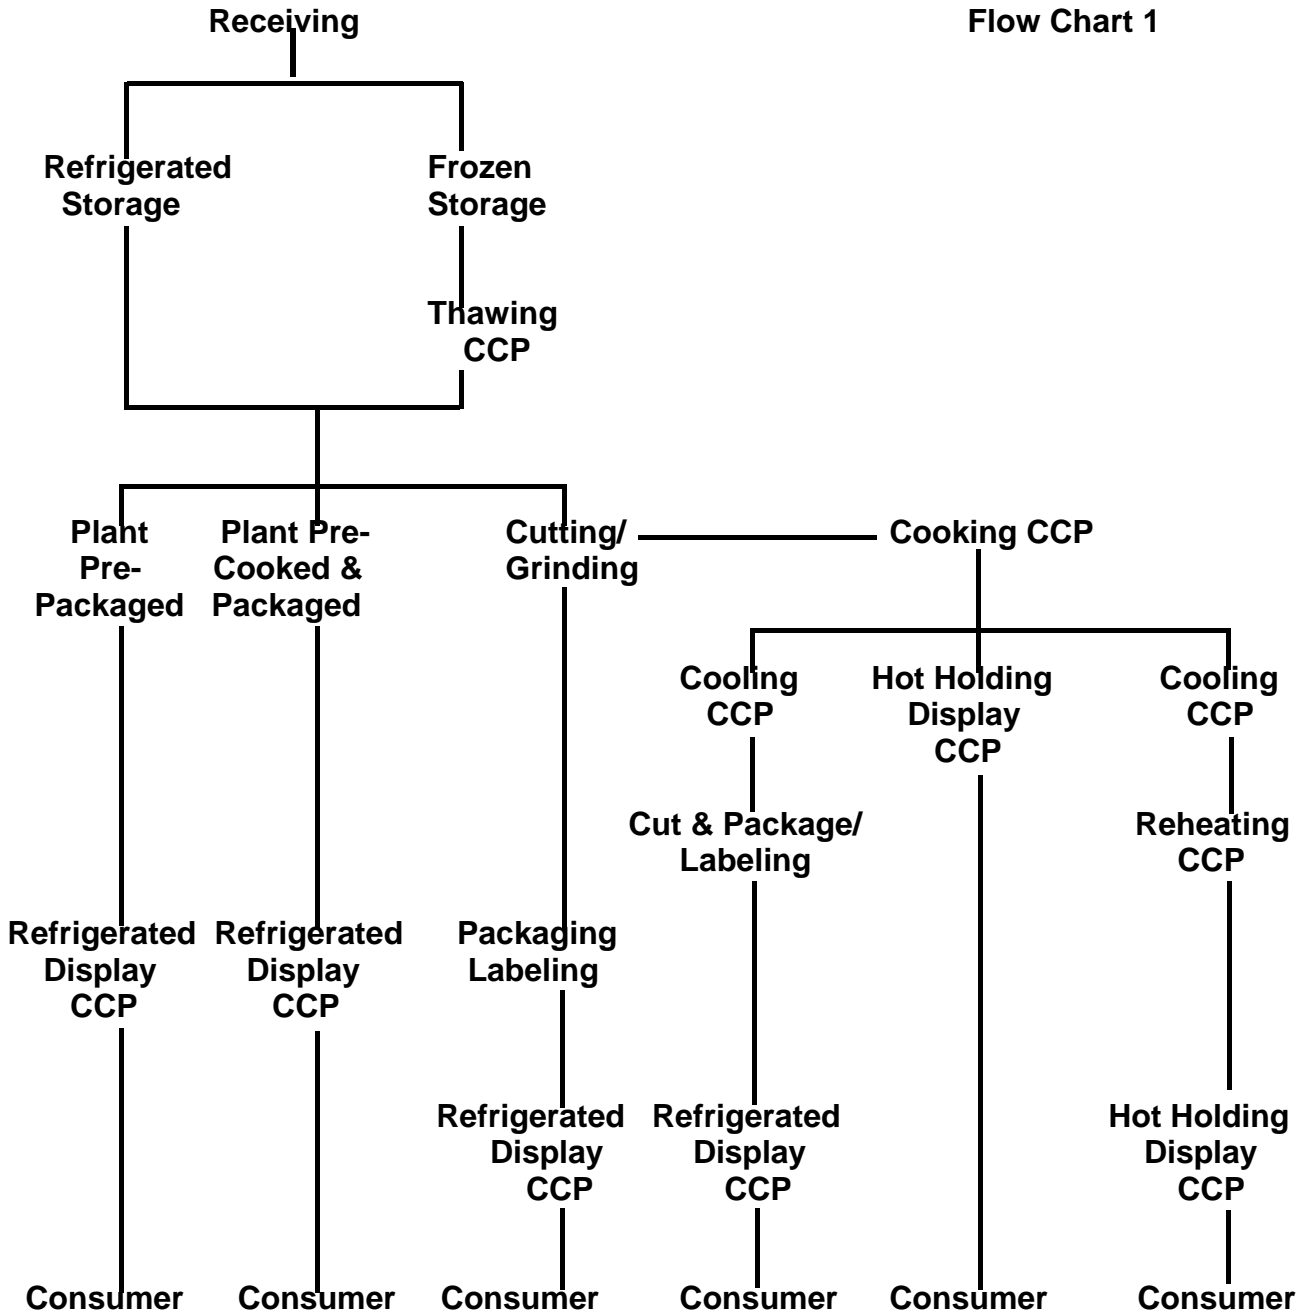 Receiving
Flow Chart 1
Refrigerated
Storage
Frozen
Storage
Thawing
CCP
Plant
Pre-
Packaged
Plant Pre-
Cooked &
Packaged
Cutting/
Grinding
Cooking CCP
Cooling
CCP
Hot Holding
Display
CCP
Cooling
CCP
Cut & Package/
Labeling
Reheating
CCP
Refrigerated
Display
CCP
Refrigerated
Display
CCP
Packaging
Labeling
Refrigerated
Display
CCP
Refrigerated
Display
CCP
Hot Holding
Display
CCP
Consumer
Consumer
Consumer
Consumer
Consumer
Consumer